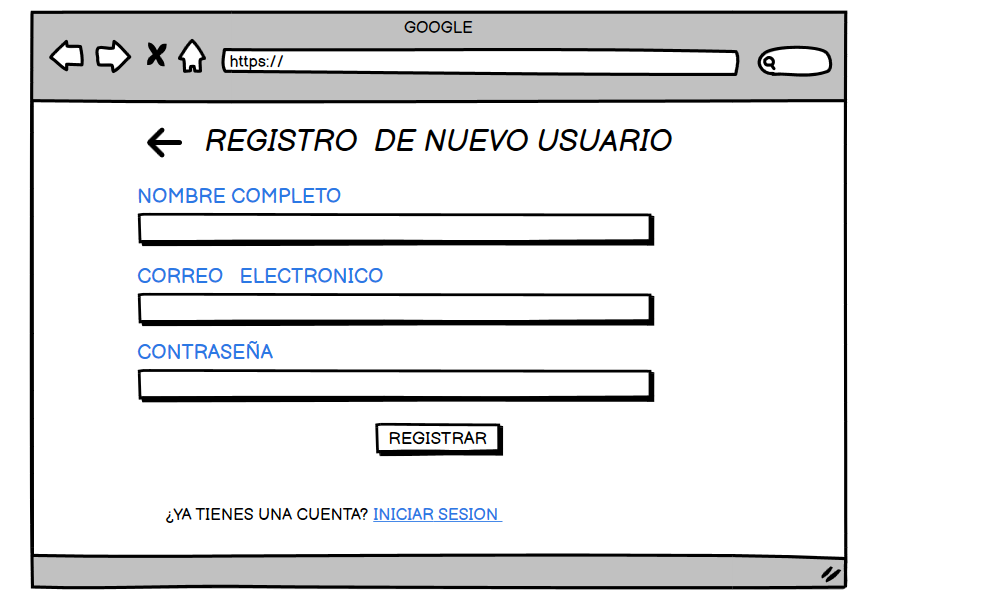 GOOGLE
https://
REGISTRO DE NUEVO USUARIO
NOMBRE COMPLETO
CORREO ELECTRONICO
CONTRASEÑA
REGISTRAR
¿YA TIENES UNA CUENTA? INICIAR SESION